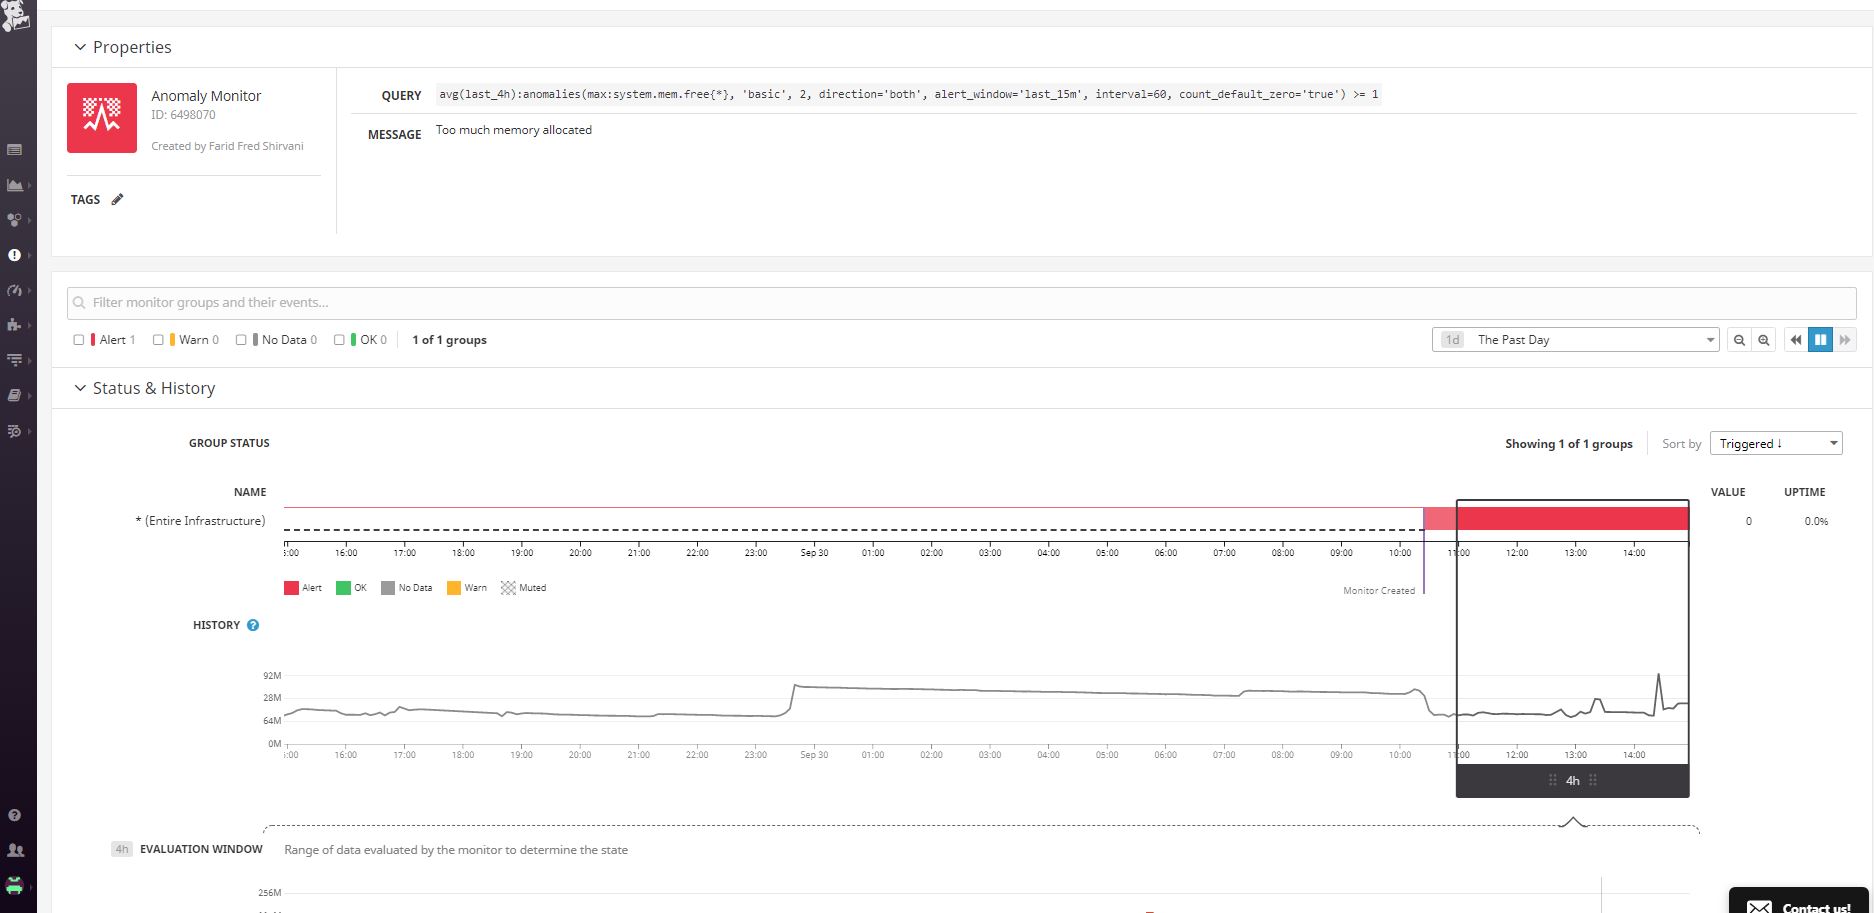 Properties
Anomaly Monitor
ID: 6498070
Created by Farid Fred Shirvani
TAGS
QUERY avg(last_4h):anomalies(max:system.mem.free{*}, 'basic', 2, direction='both', alert_window='last_15m', interval=60, count_default_zero='true') >= 1
MESSAGE Too much memory allocated
Filter monitor groups and their events...
Alert 1 Warn 0 No Data 0 OK 0 1 of 1 groups 1d The Past Day
Status & History
GROUP STATUS Showing 1 of 1 groups Sort by Triggered ↓
NAME VALUE UPTIME
* (Entire Infrastructure) 0 0.0%
5:00 16:00 17:00 18:00 19:00 20:00 21:00 22:00 23:00 Sep 30 01:00 02:00 03:00 04:00 05:00 06:00 07:00 08:00 09:00 10:00 11:00 12:00 13:00 14:00
Alert OK No Data Warn Muted Monitor Created
HISTORY ?
92M
28M
64M
0M
5:00 16:00 17:00 18:00 19:00 20:00 21:00 22:00 23:00 Sep 30 01:00 02:00 03:00 04:00 05:00 06:00 07:00 08:00 09:00 10:00 11:00 12:00 13:00 14:00
4h
4h EVALUATION WINDOW Range of data evaluated by the monitor to determine the state
256M
Contact us!